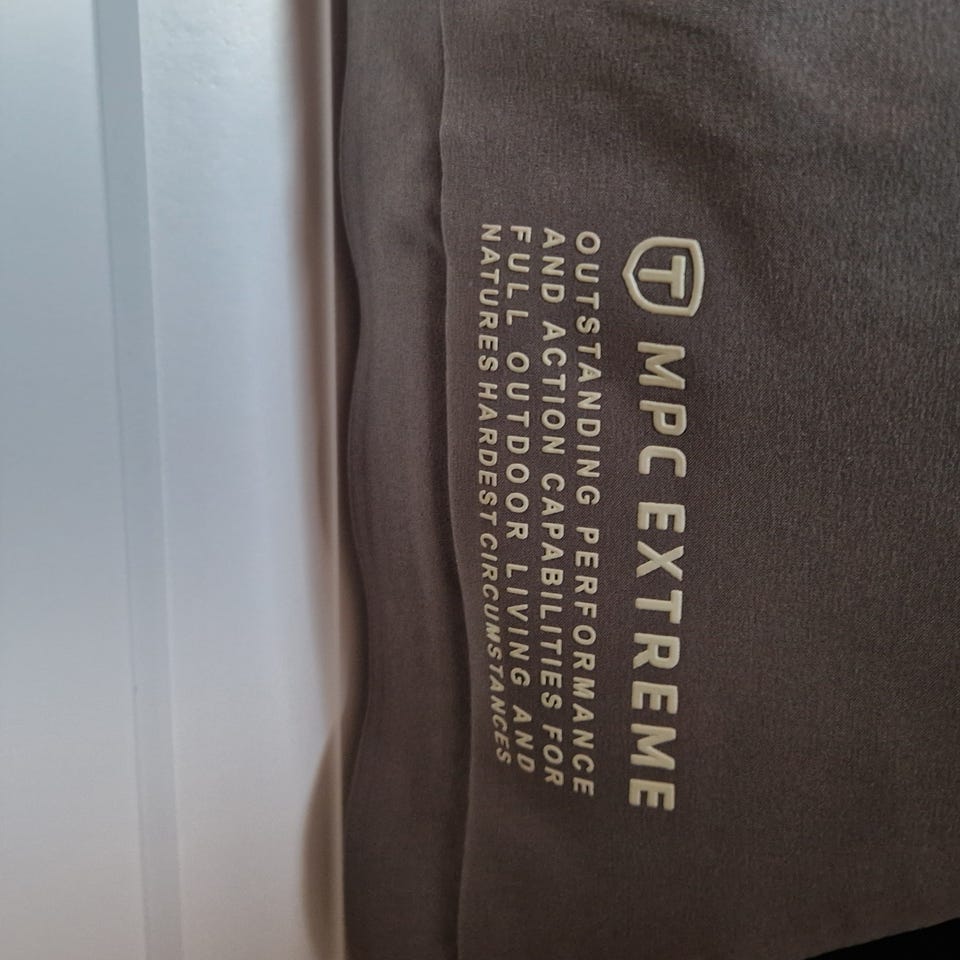 T MPC EXTREME
OUTSTANDING PERFORMANCE
AND ACTION CAPABILITIES FOR
FULL OUTDOOR LIVING AND
NATURES HARDEST CIRCUMSTANCES